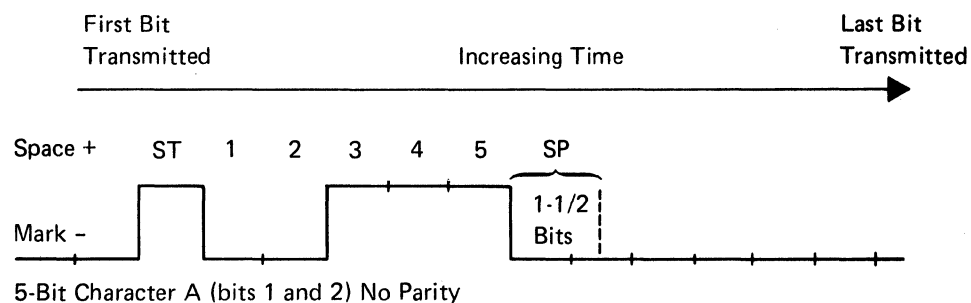 First Bit Transmitted
Increasing Time
Last Bit Transmitted
Space + ST 1 2 3 4 5 SP
1-1/2 Bits
Mark –
5-Bit Character A (bits 1 and 2) No Parity